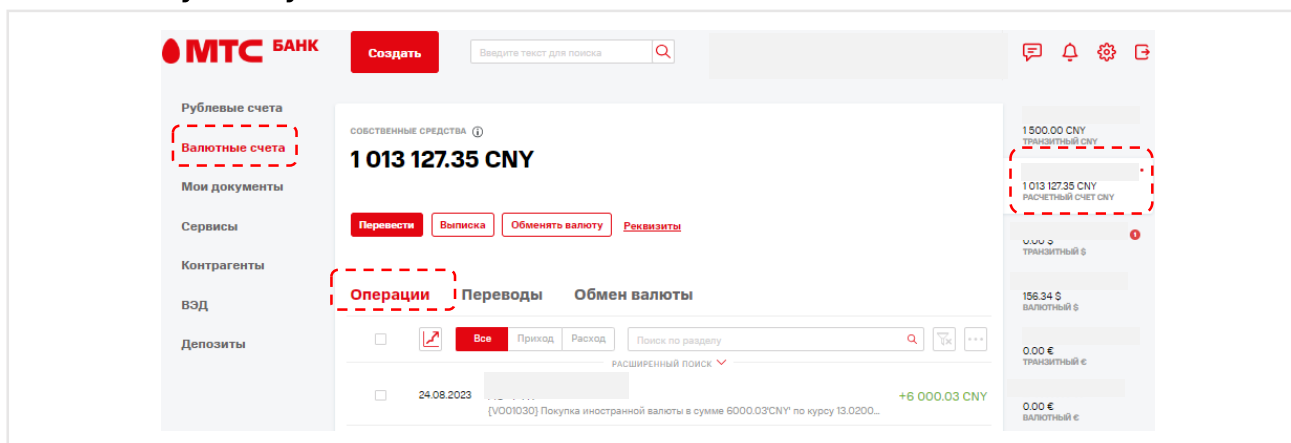 МТС БАНК
Создать
Введите текст для поиска
Рублевые счета
Валютные счета
Мои документы
Сервисы
Контрагенты
ВЭД
Депозиты
СОБСТВЕННЫЕ СРЕДСТВА
1 013 127.35 CNY
Перевести
Выписка
Обменять валюту
Реквизиты
Операции
Переводы
Обмен валюты
Все
Приход
Расход
Поиск по разделу
РАСШИРЕННЫЙ ПОИСК
24.08.2023
+6 000.03 CNY
{VO01030} Покупка иностранной валюты в сумме 6000.03'CNY' по курсу 13.0200...
1 500.00 CNY
ТРАНЗИТНЫЙ CNY
1 013 127.35 CNY
РАСЧЕТНЫЙ СЧЕТ CNY
1
0.00 $
ТРАНЗИТНЫЙ $
156.34 $
ВАЛЮТНЫЙ $
0.00 €
ТРАНЗИТНЫЙ €
0.00 €
ВАЛЮТНЫЙ €